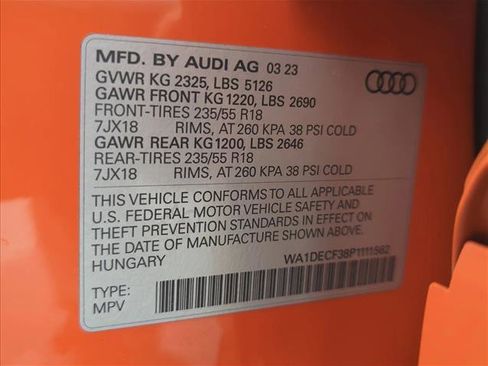 MFD. BY AUDI AG 03 23
GVWR KG 2325, LBS 5126
GAWR FRONT KG 1220, LBS 2690
FRONT-TIRES 235/55 R18
7JX18 RIMS, AT 260 KPA 38 PSI COLD
GAWR REAR KG1200, LBS 2646
REAR-TIRES 235/55 R18
7JX18 RIMS, AT 260 KPA 38 PSI COLD
THIS VEHICLE CONFORMS TO ALL APPLICABLE
U.S. FEDERAL MOTOR VEHICLE SAFETY AND
THEFT PREVENTION STANDARDS IN EFFECT ON
THE DATE OF MANUFACTURE SHOWN ABOVE.
HUNGARY
WA1DECF38P1111562
TYPE:
MPV